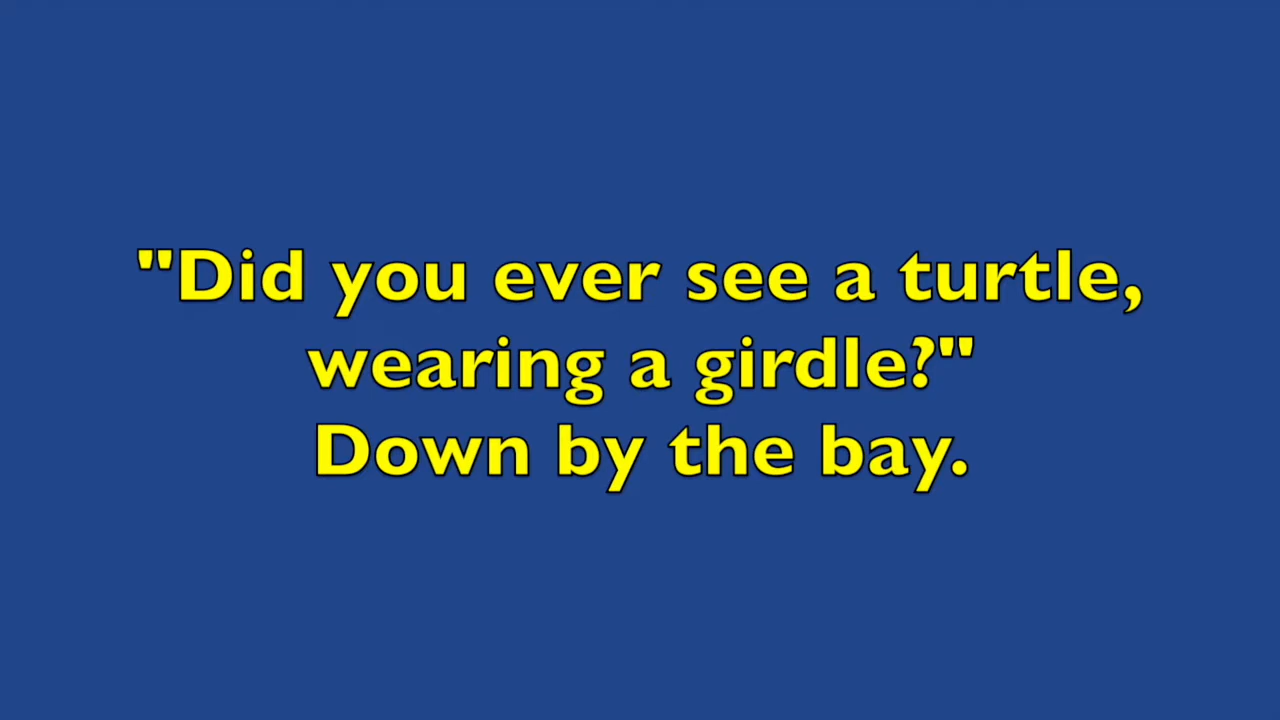 "Did you ever see a turtle,
wearing a girdle?"
Down by the bay.